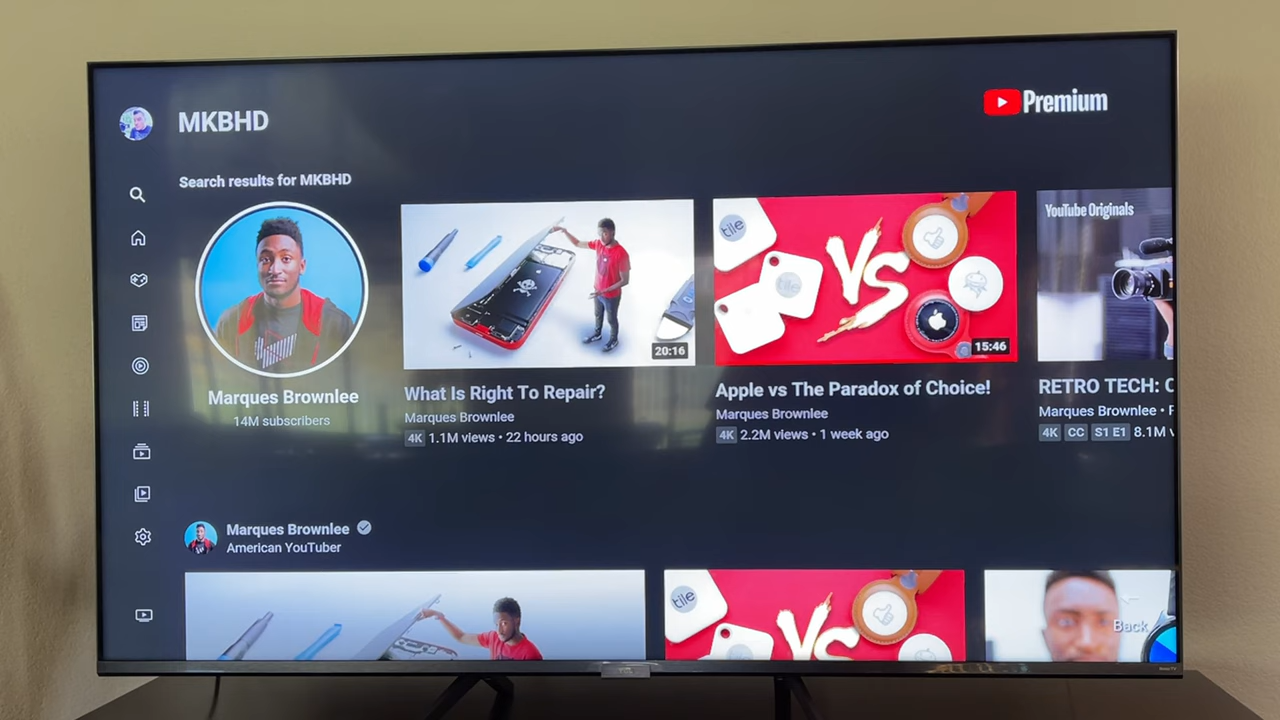 MKBHD
Premium
Search results for MKBHD
tile
tile
VS
YouTube Originals
20:16
15:46
Marques Brownlee
14M subscribers
What Is Right To Repair?
Marques Brownlee
4K 1.1M views • 22 hours ago
Apple vs The Paradox of Choice!
Marques Brownlee
4K 2.2M views • 1 week ago
RETRO TECH: C
Marques Brownlee •
4K CC S1 E1 8.1M
Marques Brownlee
American YouTuber
tile
VS
Back